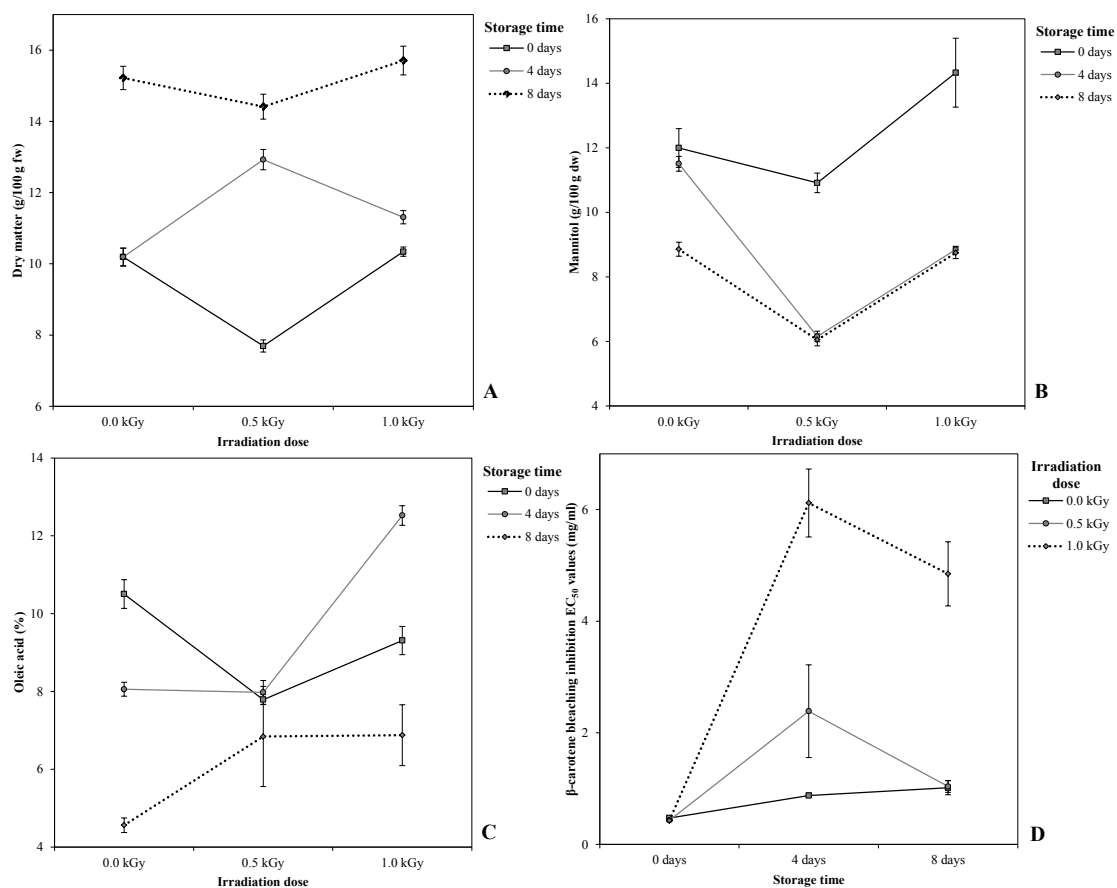 Storage time
0 days
4 days
8 days
Dry matter (g/100 g fw)
16
14
12
10
8
6
0.0 kGy 0.5 kGy 1.0 kGy
Irradiation dose
A
Storage time
0 days
4 days
8 days
Mannitol (g/100 g dw)
16
14
12
10
8
6
4
0.0 kGy 0.5 kGy 1.0 kGy
Irradiation dose
B
Storage time
0 days
4 days
8 days
Oleic acid (%)
14
12
10
8
6
4
0.0 kGy 0.5 kGy 1.0 kGy
Irradiation dose
C
Irradiation
dose
0.0 kGy
0.5 kGy
1.0 kGy
β-carotene bleaching inhibition EC₅₀ values (mg/ml)
6
4
2
0
0 days 4 days 8 days
Storage time
D